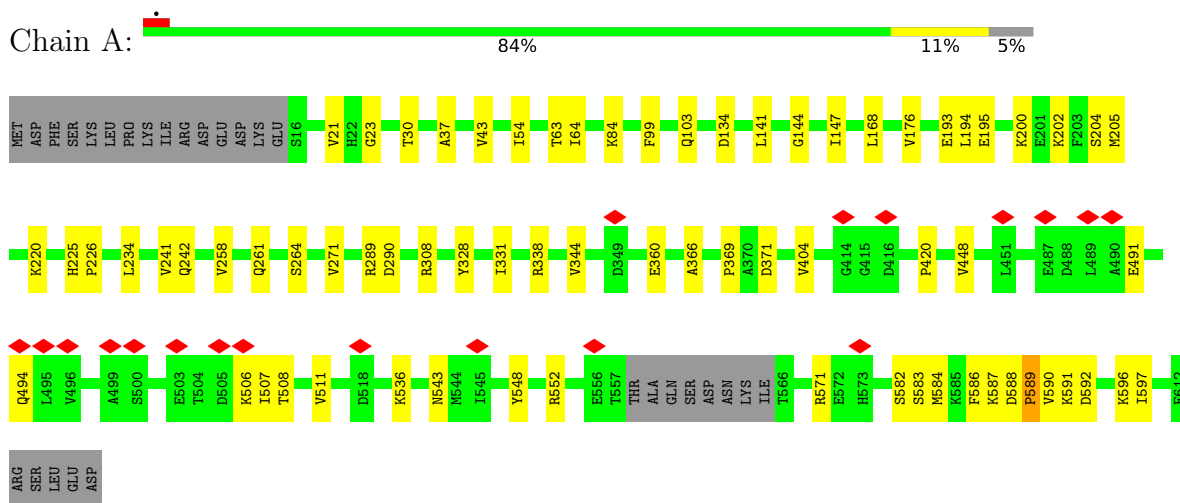 Chain A:
84% 11% 5%
MET ASP PHE SER LYS LEU PRO LYS ILE ARG ASP GLU ASP LYS GLU S16 V21 H22 G23 T30 A37 V43 I54 T63 I64 K84 F99 Q103 D134 L141 G144 I147 L168 V176 E193 L194 E195 K200 E201 K202 F203 S204 M205
K220 H225 P226 L234 V241 Q242 V258 Q261 S264 V271 R289 D290 R308 Y328 I331 R338 V344 D349 E360 A366 P369 A370 D371 V404 G414 G415 D416 P420 V448 L451 E487 D488 L489 A490 E491
Q494 L495 V496 A499 S500 E503 T504 D505 K506 I507 T508 V511 D518 K536 N543 M544 I545 Y548 R552 E556 T557 THR ALA GLN SER ASP ASN LYS ILE T566 R571 E572 H573 S582 S583 M584 K585 F586 K587 D588 P589 V590 K591 D592 K596 I597
ARG SER LEU GLU ASP